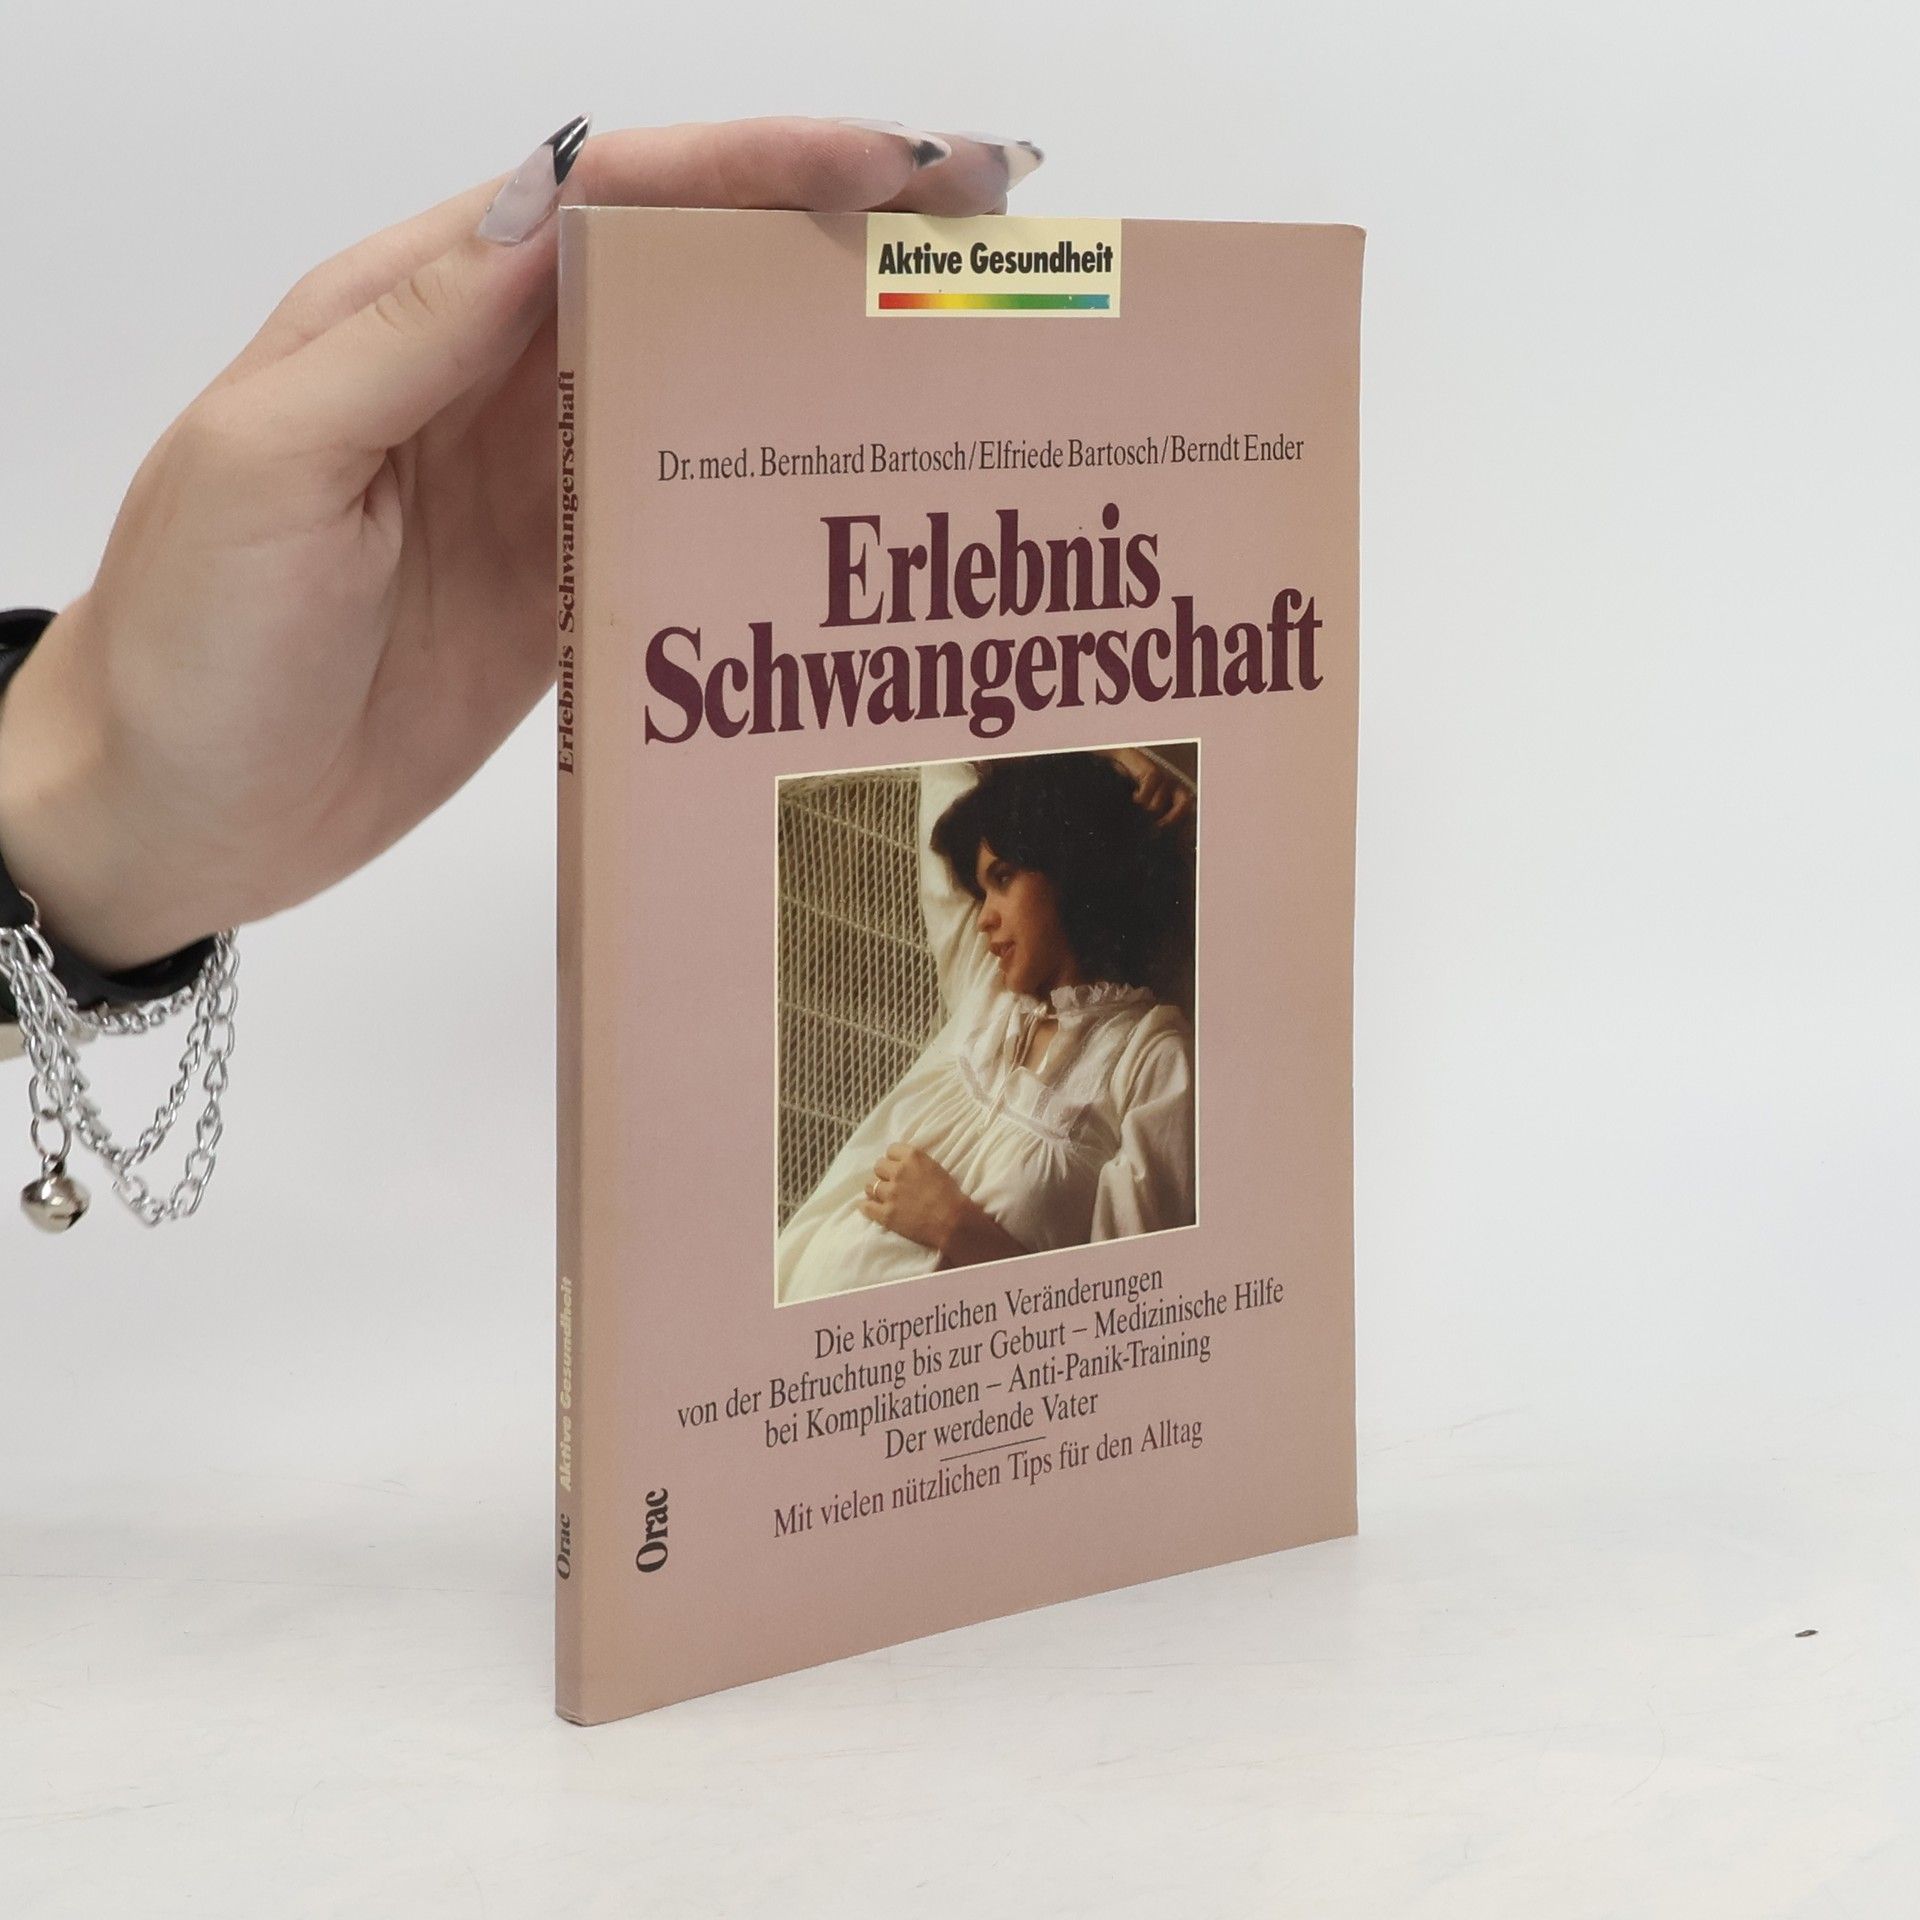 Aktive Gesundheit
Dr. med. Bernhard Bartosch/Elfriede Bartosch/Berndt Ender
Erlebnis
Schwangerschaft
Die körperlichen Veränderungen
von der Befruchtung bis zur Geburt – Medizinische Hilfe
bei Komplikationen – Anti-Panik-Training
Der werdende Vater
Mit vielen nützlichen Tips für den Alltag
Orac
Orac Aktive Gesundheit Erlebnis Schwangerschaft